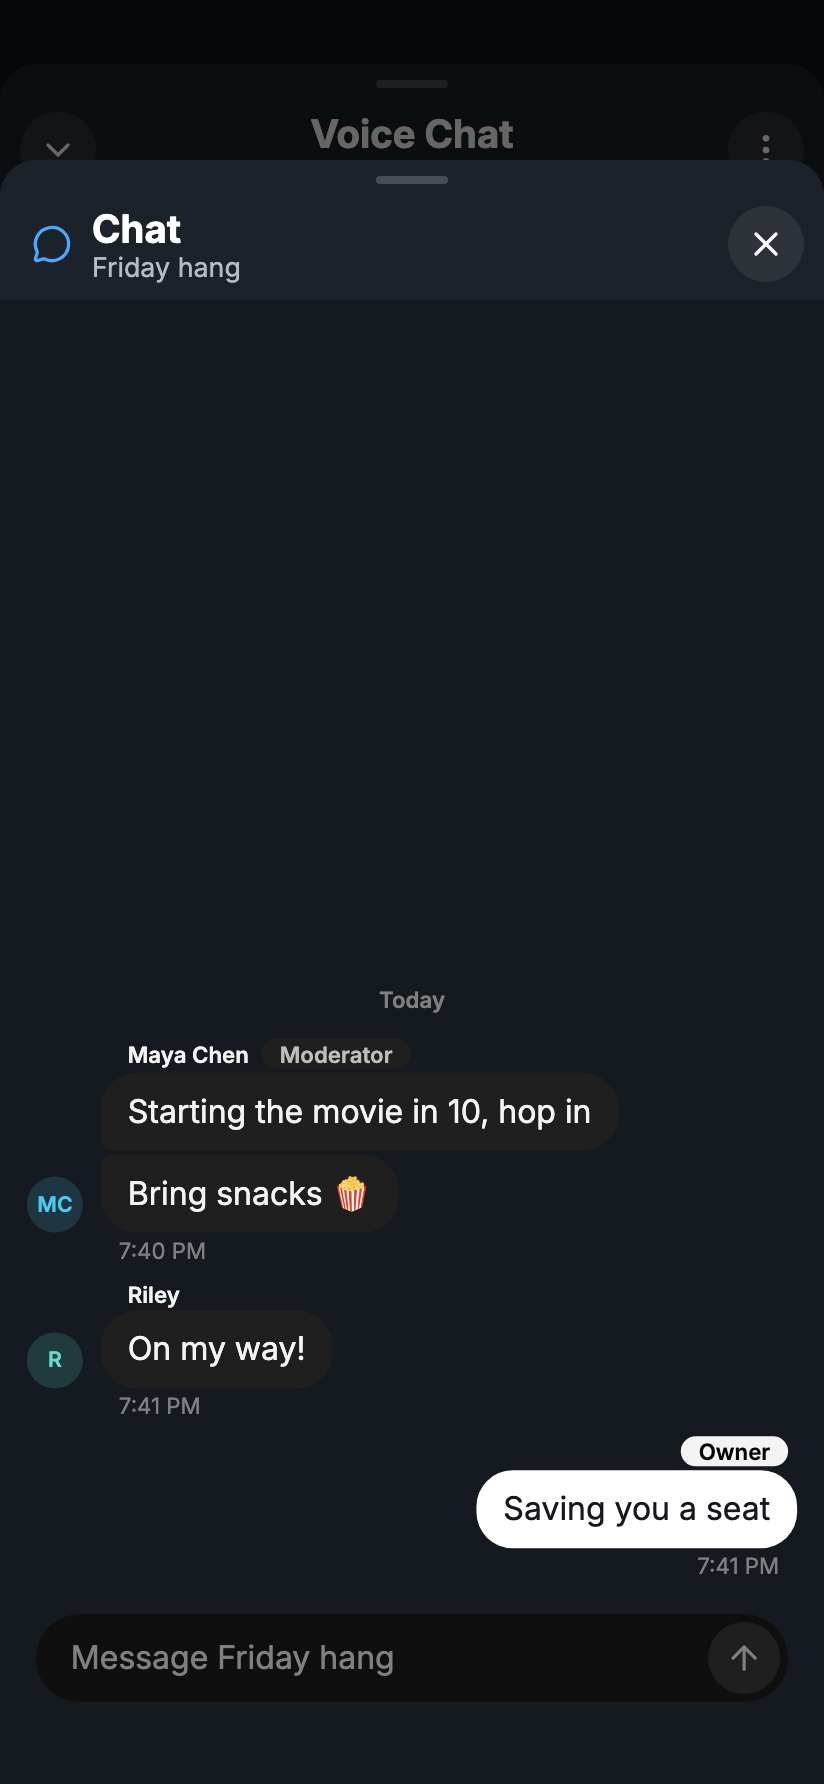 Voice Chat
Chat
Friday hang
Today
Maya Chen Moderator
Starting the movie in 10, hop in
Bring snacks 🍿
MC
7:40 PM
Riley
On my way!
R
7:41 PM
Owner
Saving you a seat
7:41 PM
Message Friday hang